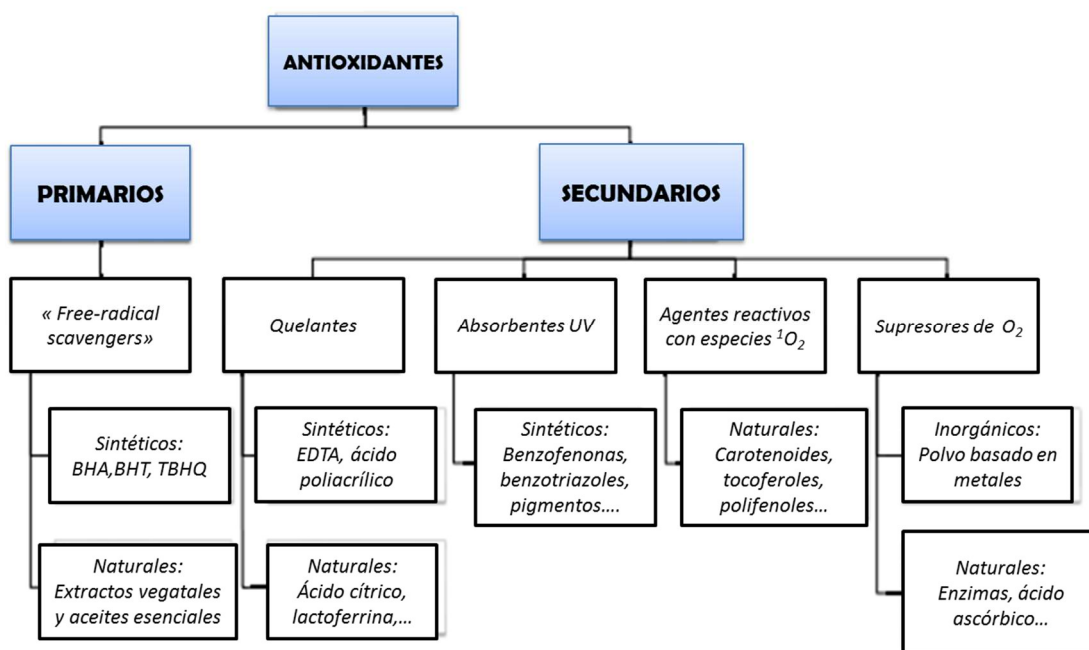 ANTIOXIDANTES
PRIMARIOS
SECUNDARIOS
« Free-radical
scavengers»
Quelantes
Absorbentes UV
Agentes reactivos
con especies ¹O₂
Supresores de O₂
Sintéticos:
BHA,BHT, TBHQ
Sintéticos:
EDTA, ácido
poliacrílico
Sintéticos:
Benzofenonas,
benzotriazoles,
pigmentos….
Naturales:
Carotenoides,
tocoferoles,
polifenoles…
Inorgánicos:
Polvo basado en
metales
Naturales:
Extractos vegatales
y aceites esenciales
Naturales:
Ácido cítrico,
lactoferrina,…
Naturales:
Enzimas, ácido
ascórbico…